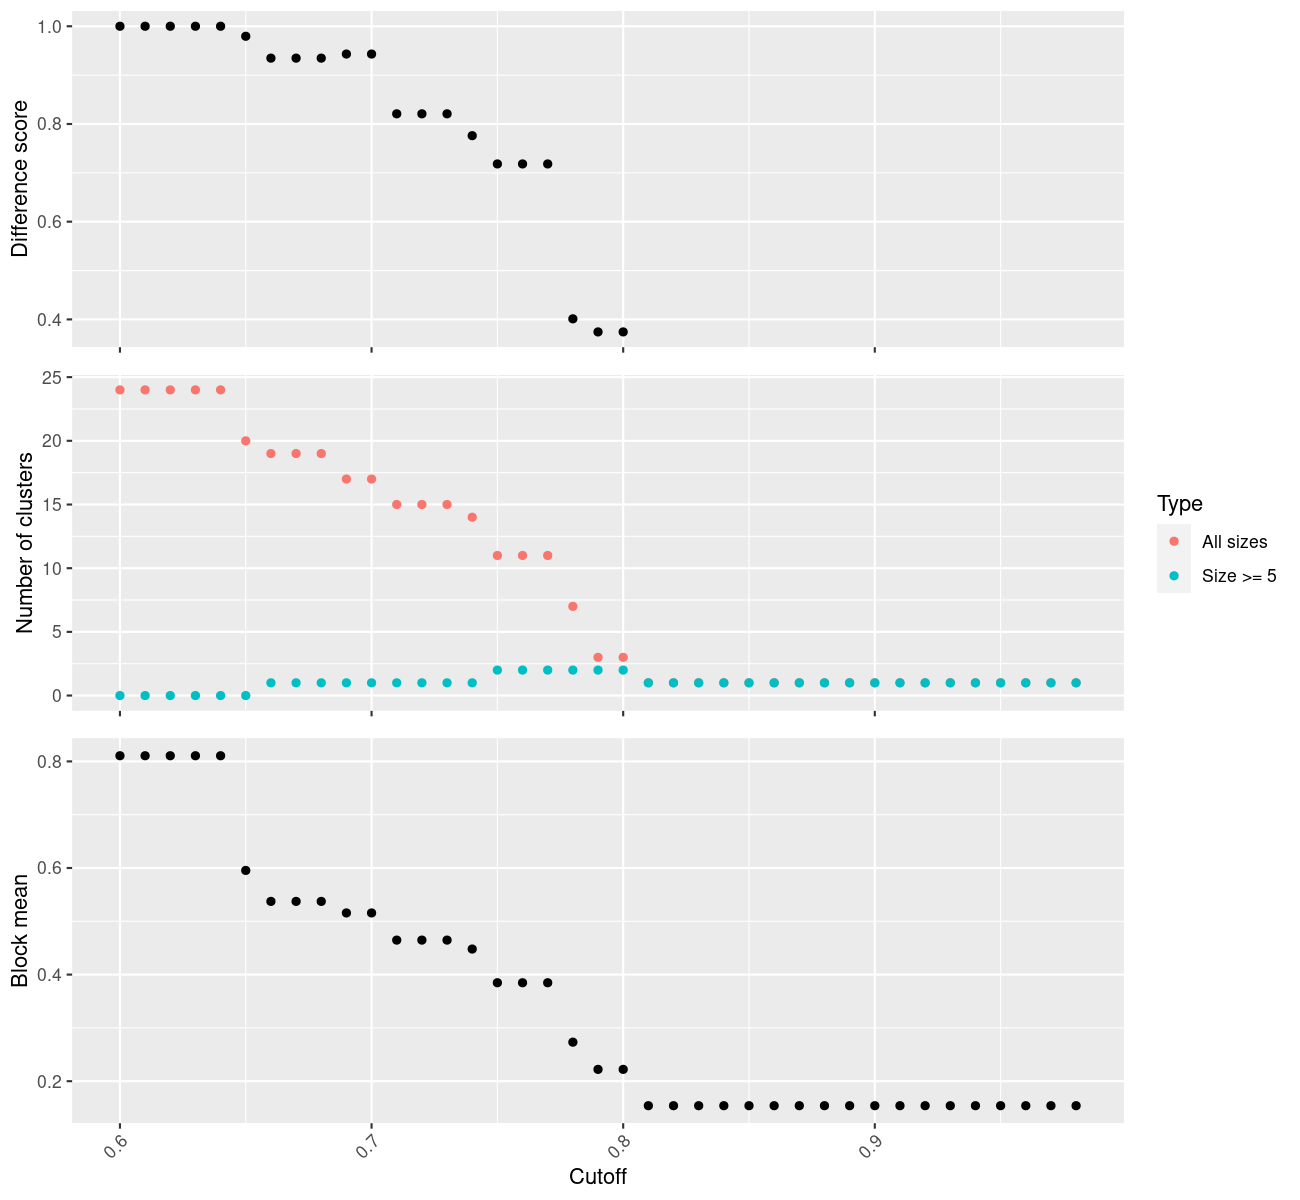 Difference score
1.0
0.8
0.6
0.4
Number of clusters
25
20
15
10
5
0
Type
All sizes
Size >= 5
Block mean
0.8
0.6
0.4
0.2
0.6
0.7
0.8
0.9
Cutoff